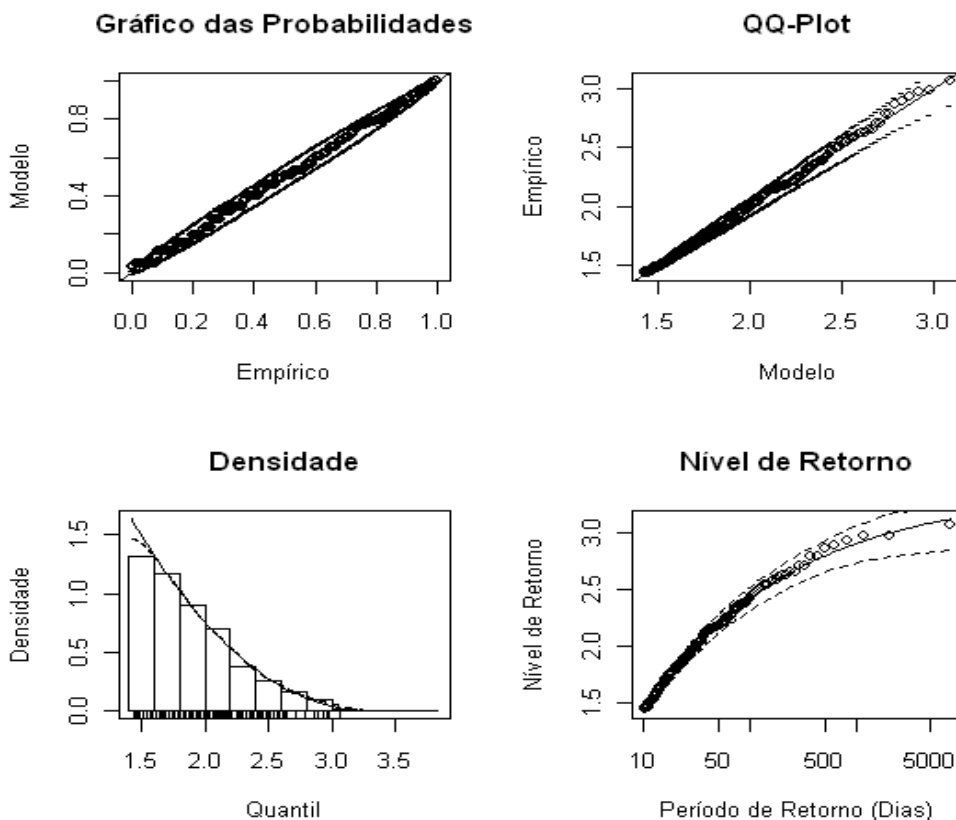 Gráfico das Probabilidades
Modelo
0.8
0.4
0.0
0.0 0.2 0.4 0.6 0.8 1.0
Empírico
QQ-Plot
Empírico
3.0
2.5
2.0
1.5
1.5 2.0 2.5 3.0
Modelo
Densidade
Densidade
1.5
1.0
0.5
0.0
1.5 2.0 2.5 3.0 3.5
Quantil
Nível de Retorno
Nível de Retorno
3.0
2.5
2.0
1.5
10 50 500 5000
Período de Retorno (Dias)